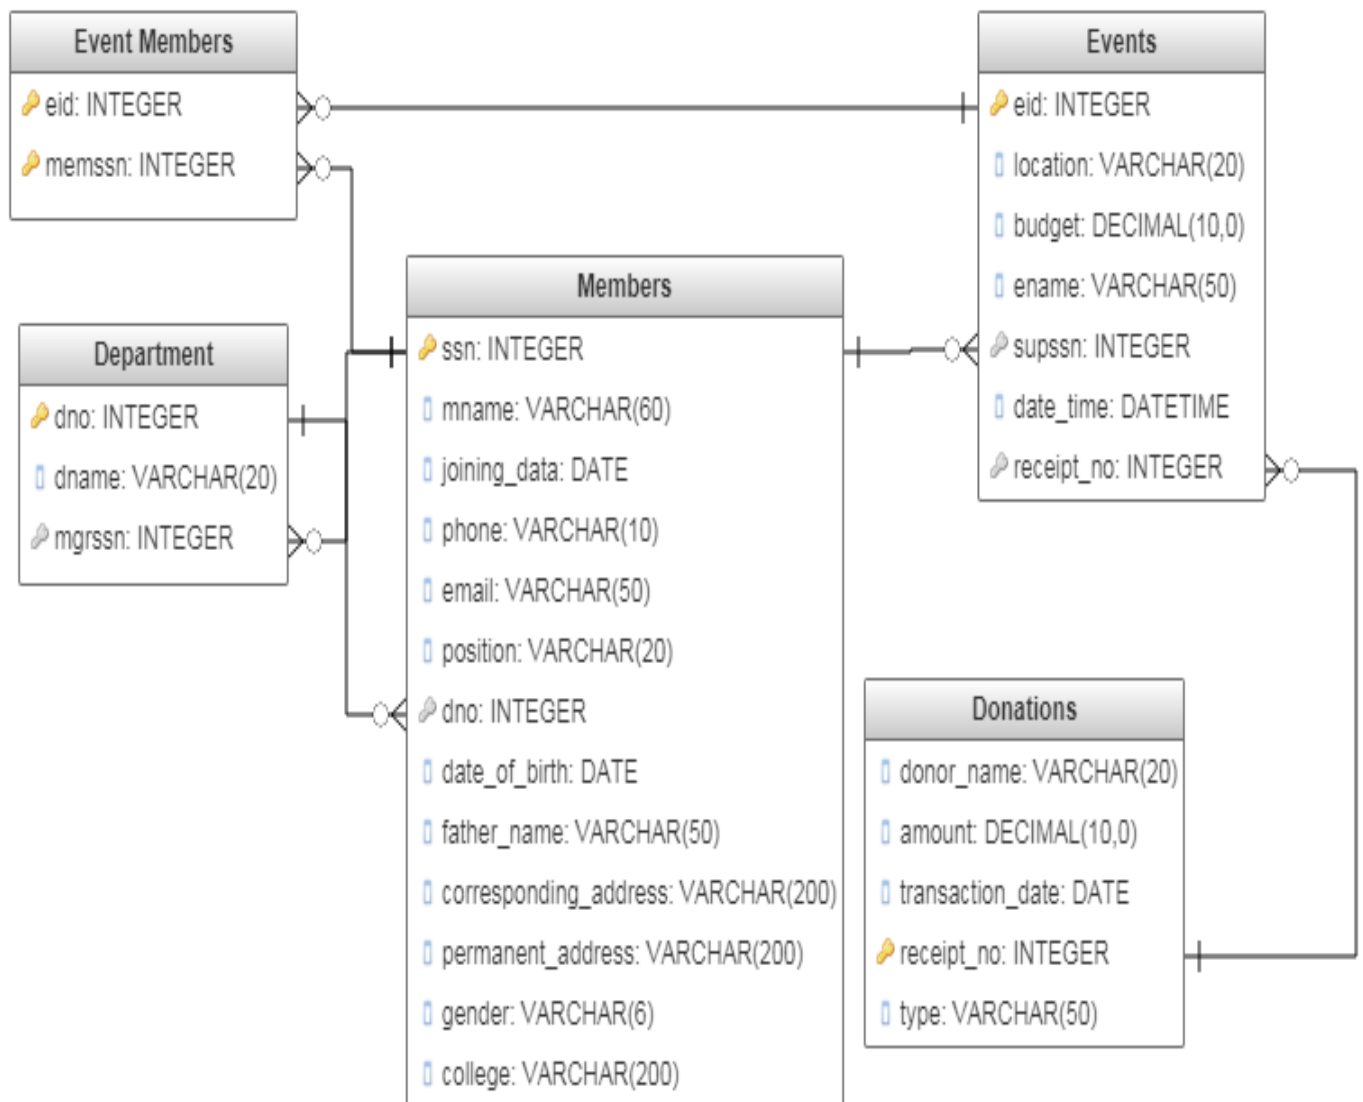 Event Members
eid: INTEGER
memssn: INTEGER
Events
eid: INTEGER
location: VARCHAR(20)
budget: DECIMAL(10,0)
ename: VARCHAR(50)
supssn: INTEGER
date_time: DATETIME
receipt_no: INTEGER
Department
dno: INTEGER
dname: VARCHAR(20)
mgrssn: INTEGER
Members
ssn: INTEGER
mname: VARCHAR(60)
joining_data: DATE
phone: VARCHAR(10)
email: VARCHAR(50)
position: VARCHAR(20)
dno: INTEGER
date_of_birth: DATE
father_name: VARCHAR(50)
corresponding_address: VARCHAR(200)
permanent_address: VARCHAR(200)
gender: VARCHAR(6)
college: VARCHAR(200)
Donations
donor_name: VARCHAR(20)
amount: DECIMAL(10,0)
transaction_date: DATE
receipt_no: INTEGER
type: VARCHAR(50)